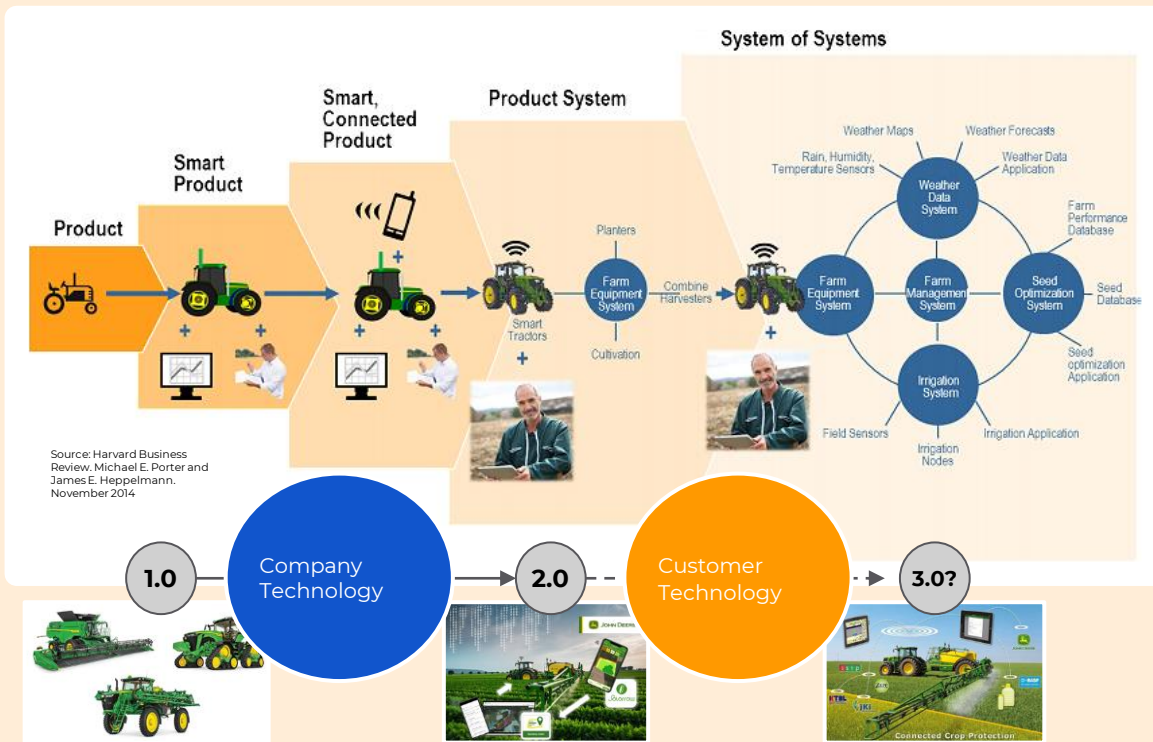 System of Systems
Product System
Smart,
Connected
Product
Smart
Product
Product
Weather Maps
Weather Forecasts
Rain, Humidity,
Temperature Sensors
Weather Data
Application
Weather
Data
System
Farm
Performance
Database
Planters
Farm
Equipment
System
Combine
Harvesters
Farm
Equipment
System
Farm
Management
System
Seed
Optimization
System
Seed
Database
Smart
Tractors
Cultivation
Seed
optimization
Application
Irrigation
System
Field Sensors
Irrigation
Nodes
Irrigation Application
Source: Harvard Business
Review. Michael E. Porter and
James E. Heppelmann.
November 2014
1.0
Company
Technology
2.0
Customer
Technology
3.0?
JOHN DEERE
BASF
KTBL
JKI
Connected Crop Protection